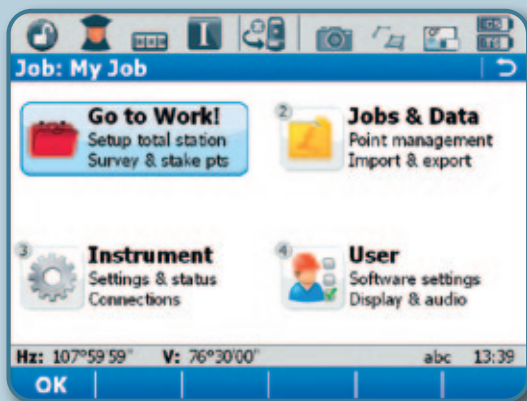 Job: My Job
Go to Work!
Setup total station
Survey & stake pts
2
Jobs & Data
Point management
Import & export
3
Instrument
Settings & status
Connections
4
User
Software settings
Display & audio
Hz: 107°59'59" V: 76°30'00" abc 13:39
OK